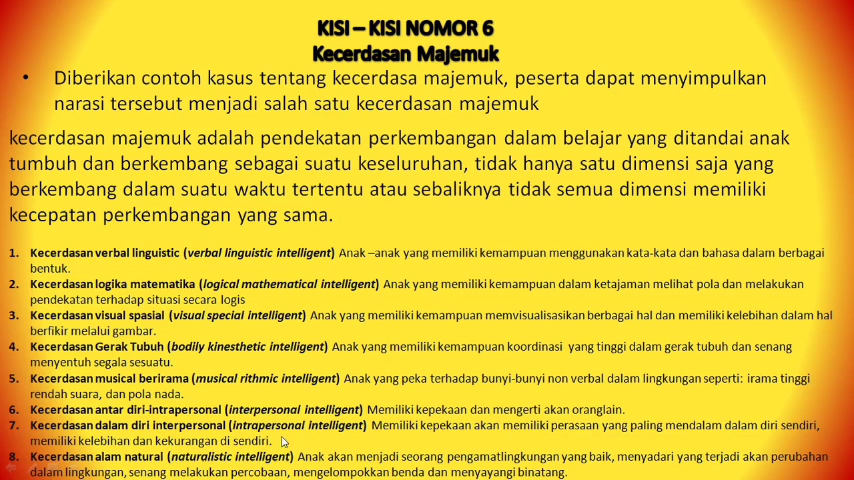 KISI – KISI NOMOR 6
Kecerdasan Majemuk
• Diberikan contoh kasus tentang kecerdasa majemuk, peserta dapat menyimpulkan
narasi tersebut menjadi salah satu kecerdasan majemuk
kecerdasan majemuk adalah pendekatan perkembangan dalam belajar yang ditandai anak
tumbuh dan berkembang sebagai suatu keseluruhan, tidak hanya satu dimensi saja yang
berkembang dalam suatu waktu tertentu atau sebaliknya tidak semua dimensi memiliki
kecepatan perkembangan yang sama.
1. Kecerdasan verbal linguistic (verbal linguistic intelligent) Anak –anak yang memiliki kemampuan menggunakan kata-kata dan bahasa dalam berbagai
bentuk.
2. Kecerdasan logika matematika (logical mathematical intelligent) Anak yang memiliki kemampuan dalam ketajaman melihat pola dan melakukan
pendekatan terhadap situasi secara logis
3. Kecerdasan visual spasial (visual special intelligent) Anak yang memiliki kemampuan memvisualisasikan berbagai hal dan memiliki kelebihan dalam hal
berfikir melalui gambar.
4. Kecerdasan Gerak Tubuh (bodily kinesthetic intelligent) Anak yang memiliki kemampuan koordinasi yang tinggi dalam gerak tubuh dan senang
menyentuh segala sesuatu.
5. Kecerdasan musical berirama (musical rithmic intelligent) Anak yang peka terhadap bunyi-bunyi non verbal dalam lingkungan seperti: irama tinggi
rendah suara, dan pola nada.
6. Kecerdasan antar diri-intrapersonal (interpersonal intelligent) Memiliki kepekaan dan mengerti akan oranglain.
7. Kecerdasan dalam diri interpersonal (intrapersonal intelligent) Memiliki kepekaan akan memiliki perasaan yang paling mendalam dalam diri sendiri,
memiliki kelebihan dan kekurangan di sendiri.
8. Kecerdasan alam natural (naturalistic intelligent) Anak akan menjadi seorang pengamatlingkungan yang baik, menyadari yang terjadi akan perubahan
dalam lingkungan, senang melakukan percobaan, mengelompokkan benda dan menyayangi binatang.